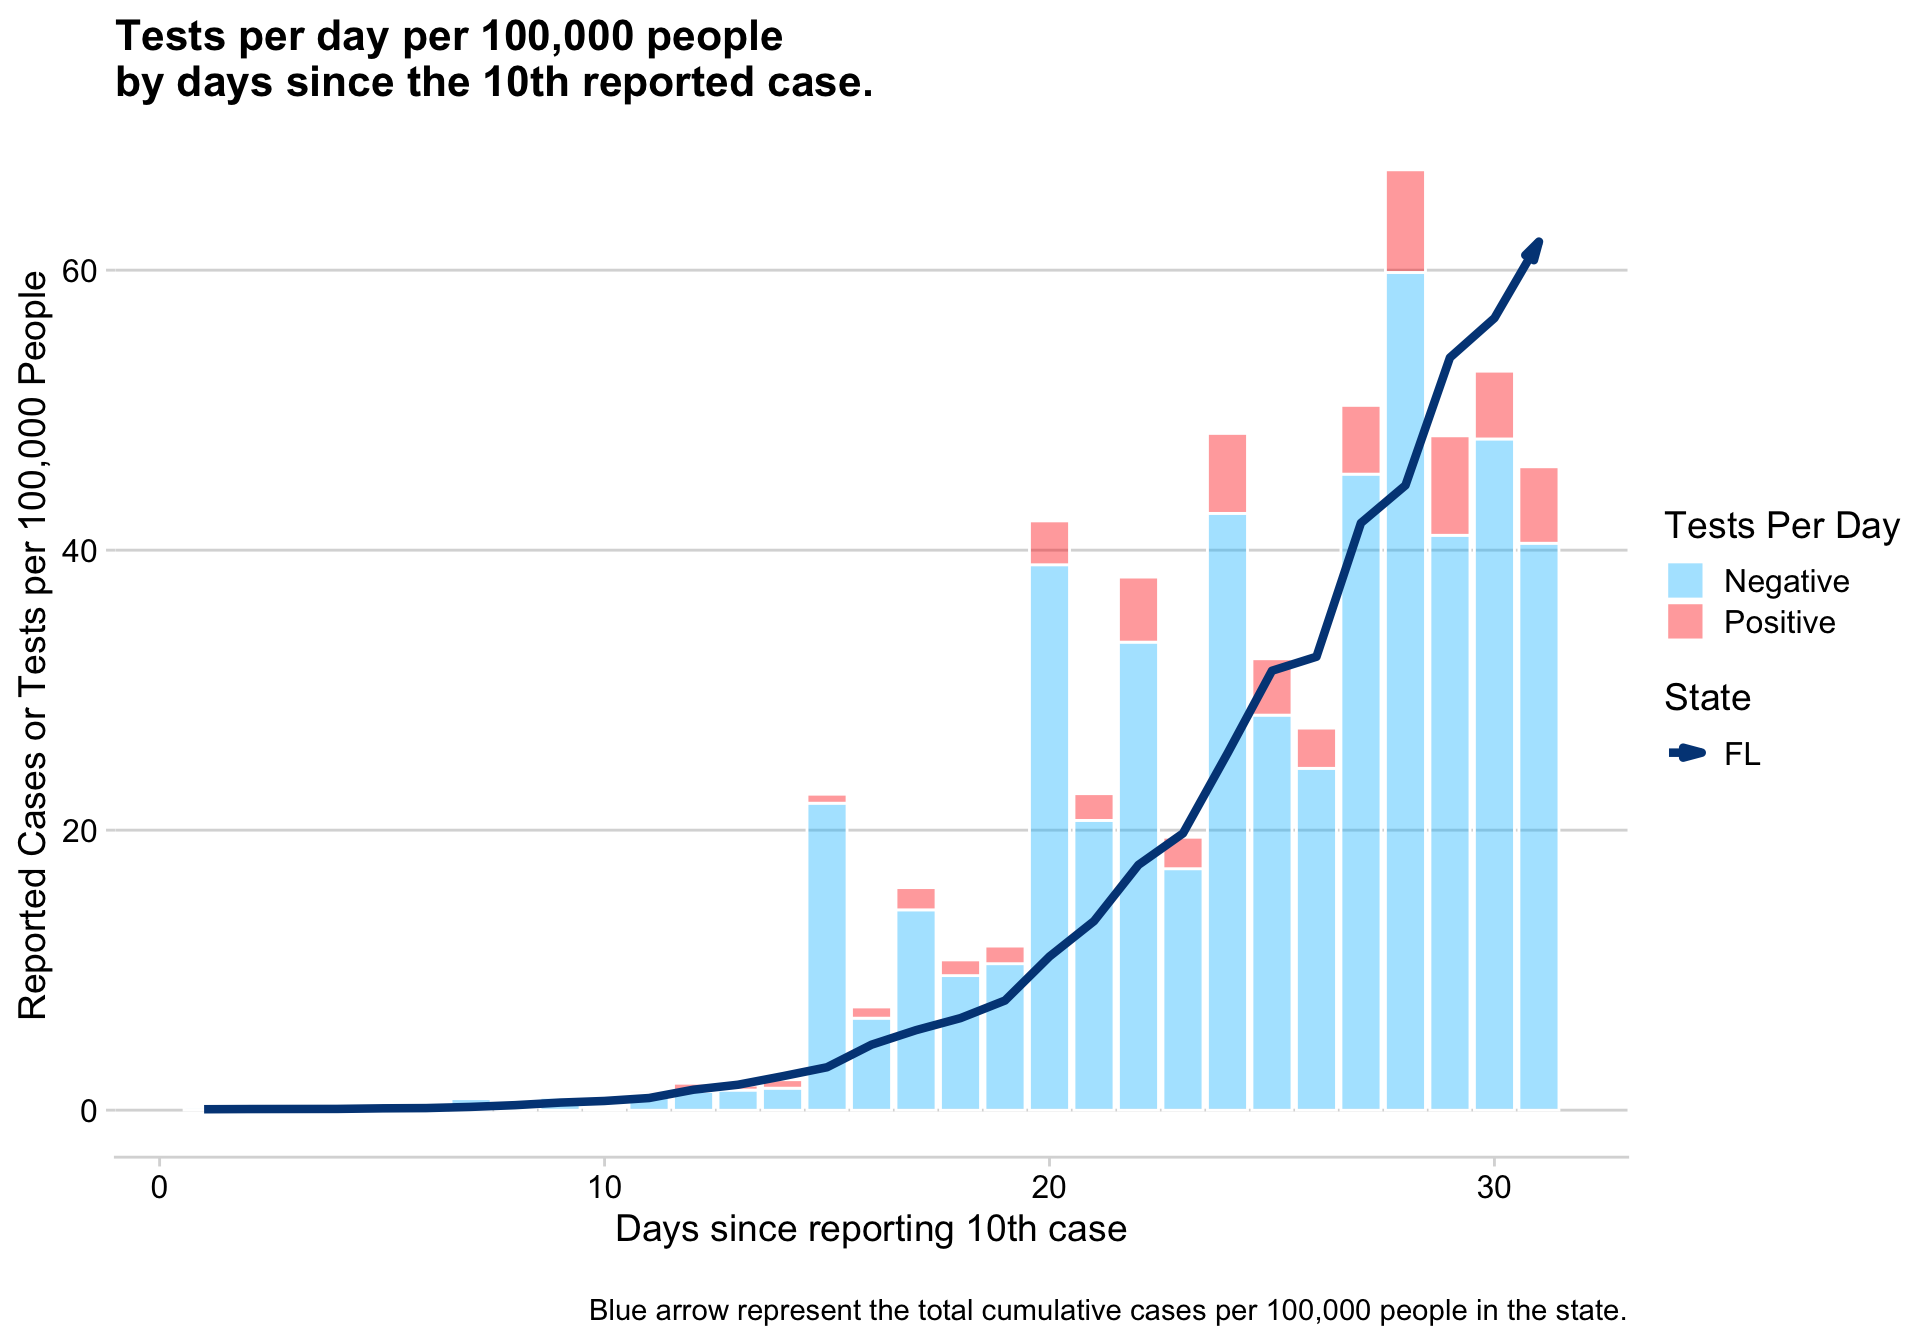 Tests per day per 100,000 people
by days since the 10th reported case.
Reported Cases or Tests per 100,000 People
60
40
20
0
0
10
20
30
Days since reporting 10th case
Tests Per Day
Negative
Positive
State
FL
Blue arrow represent the total cumulative cases per 100,000 people in the state.